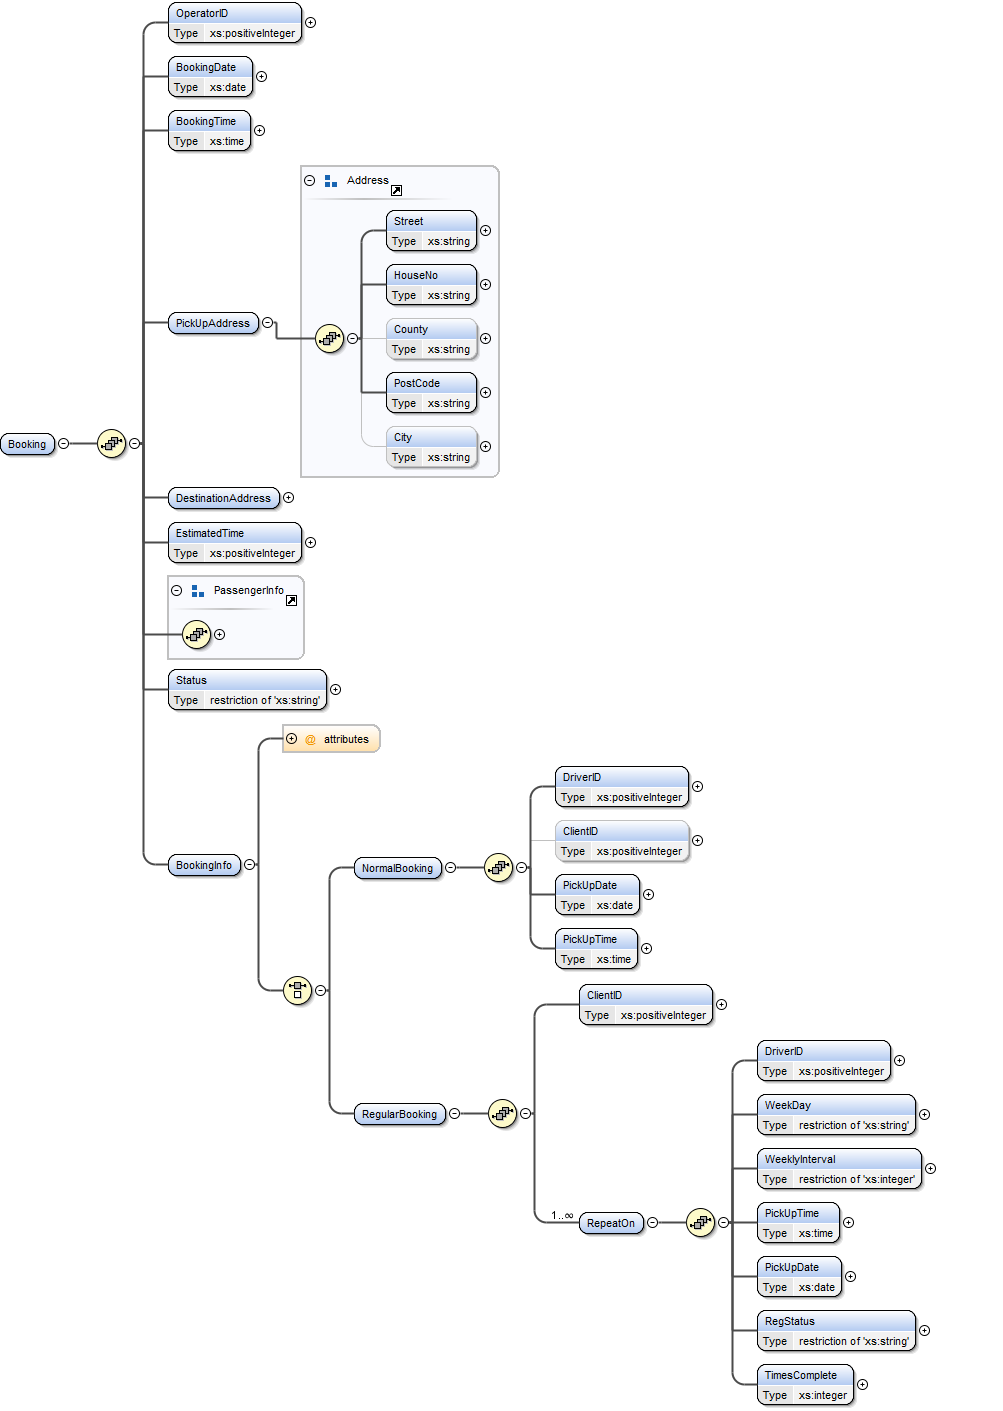 OperatorID
Type xs:positiveInteger
BookingDate
Type xs:date
BookingTime
Type xs:time
Address
Street
Type xs:string
HouseNo
Type xs:string
County
Type xs:string
PostCode
Type xs:string
City
Type xs:string
PickUpAddress
Booking
DestinationAddress
EstimatedTime
Type xs:positiveInteger
PassengerInfo
Status
Type restriction of 'xs:string'
@ attributes
BookingInfo
NormalBooking
DriverID
Type xs:positiveInteger
ClientID
Type xs:positiveInteger
PickUpDate
Type xs:date
PickUpTime
Type xs:time
RegularBooking
ClientID
Type xs:positiveInteger
1..∞
RepeatOn
DriverID
Type xs:positiveInteger
WeekDay
Type restriction of 'xs:string'
WeeklyInterval
Type restriction of 'xs:integer'
PickUpTime
Type xs:time
PickUpDate
Type xs:date
RegStatus
Type restriction of 'xs:string'
TimesComplete
Type xs:integer